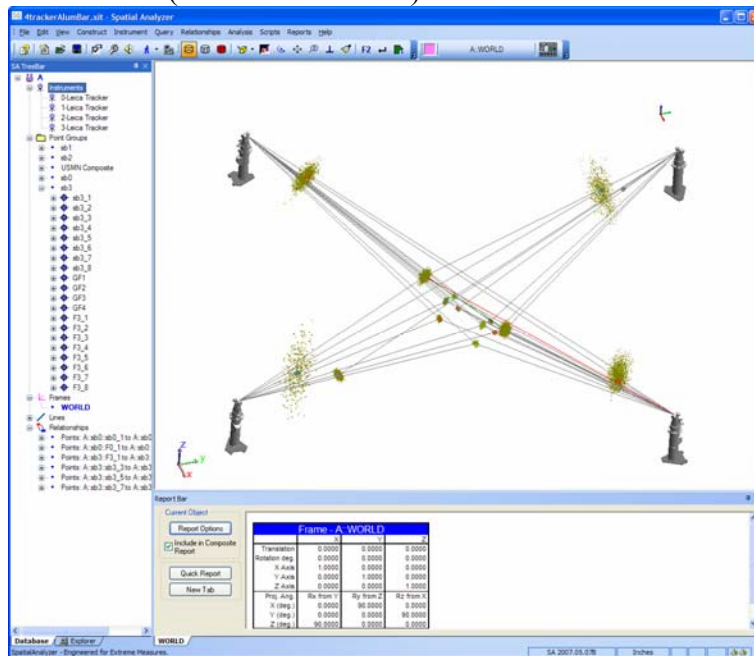 4trackerAlumBar.xit - Spatial Analyzer
File Edit View Construct Instrument Query Relationships Analysis Scripts Reports Help
F2 A:WORLD
SA TreeBar
A
Instruments
0-Leica Tracker
1-Leica Tracker
2-Leica Tracker
3-Leica Tracker
Point Groups
sb1
sb2
USMN Composite
sb0
sb3
sb3_1
sb3_2
sb3_3
sb3_4
sb3_5
sb3_6
sb3_7
sb3_8
GF1
GF2
GF3
GF4
F3_1
F3_2
F3_3
F3_4
F3_5
F3_6
F3_7
F3_8
Frames
WORLD
Lines
Relationships
Points: A:sb0::sb0_1 to A:sb0
Points: A:sb0::F0_1 to A:sb0:
Points: A:sb3::F3_1 to A:sb3:
Points: A:sb3::sb3_3 to A:sb3
Points: A:sb3::sb3_5 to A:sb3
Points: A:sb3::sb3_7 to A:sb3
Z
Y
X
Report Bar
Current Object
Report Options
Include in Composite
Report
Quick Report
New Tab
Frame - A::WORLD
X Y Z
Translation 0.0000 0.0000 0.0000
Rotation deg. 0.0000 0.0000 0.0000
X Axis 1.0000 0.0000 0.0000
Y Axis 0.0000 1.0000 0.0000
Z Axis 0.0000 0.0000 1.0000
Proj. Ang. Rx from Y Ry from Z Rz from X
X (deg.) 0.0000 90.0000 0.0000
Y (deg.) 0.0000 0.0000 90.0000
Z (deg.) 90.0000 0.0000 0.0000
Database Explorer WORLD
SpatialAnalyzer - Engineered for Extreme Measures. SA 2007.05.07B Inches